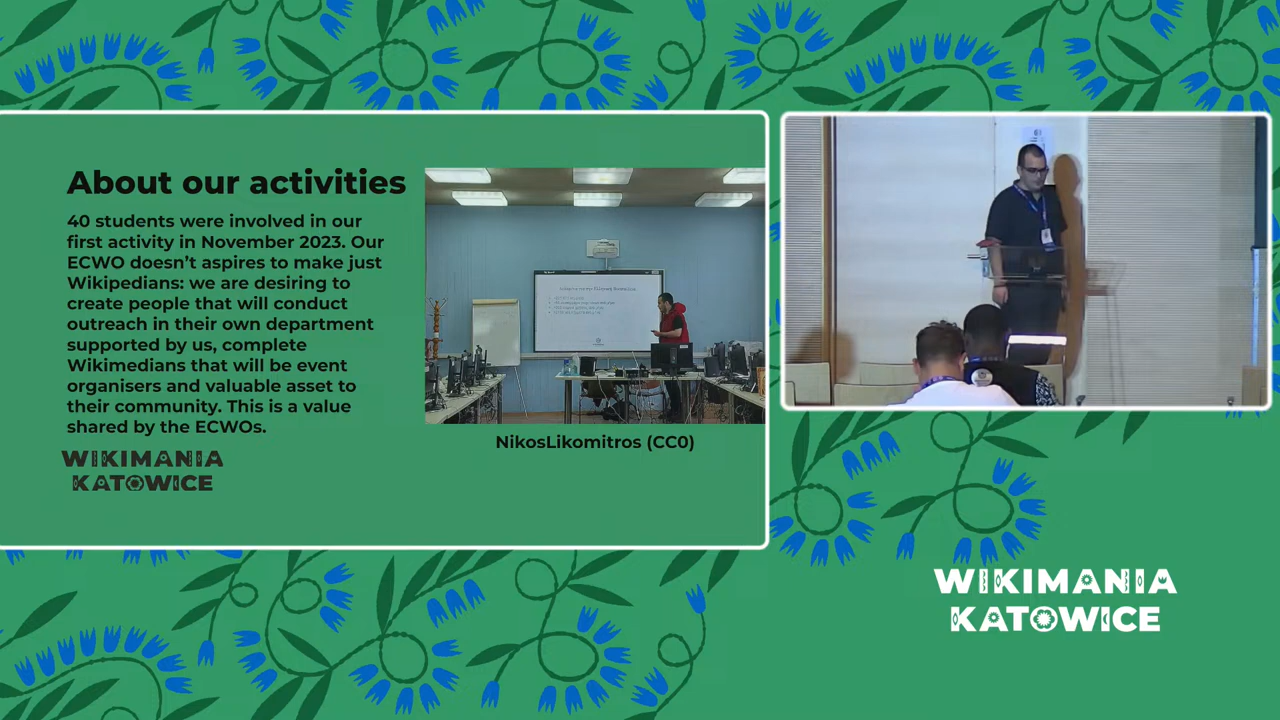 About our activities
40 students were involved in our
first activity in November 2023. Our
ECWO doesn’t aspires to make just
Wikipedians: we are desiring to
create people that will conduct
outreach in their own department
supported by us, complete
Wikimedians that will be event
organisers and valuable asset to
their community. This is a value
shared by the ECWOs.
WIKIMANIA
KATOWICE
NikosLikomitros (CC0)
WIKIMANIA
KATOWICE